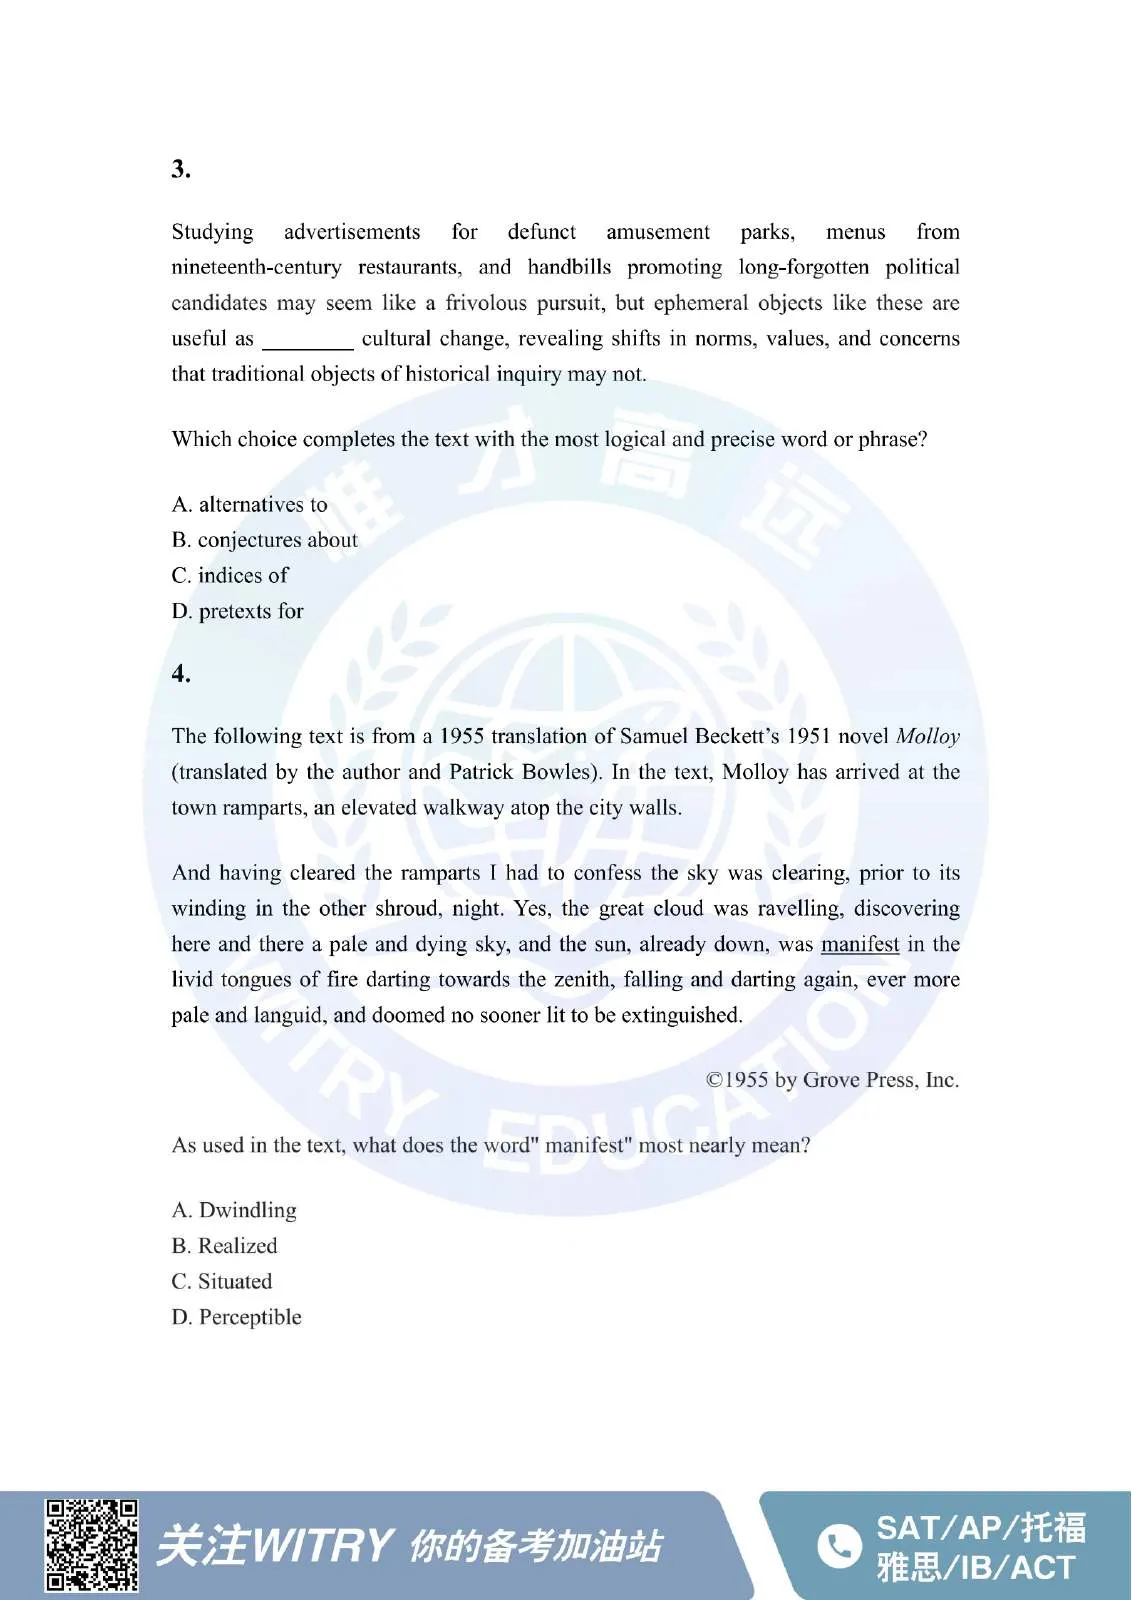 3.
Studying advertisements for defunct amusement parks, menus from
nineteenth-century restaurants, and handbills promoting long-forgotten political
candidates may seem like a frivolous pursuit, but ephemeral objects like these are
useful as ________ cultural change, revealing shifts in norms, values, and concerns
that traditional objects of historical inquiry may not.
Which choice completes the text with the most logical and precise word or phrase?
A. alternatives to
B. conjectures about
C. indices of
D. pretexts for
4.
The following text is from a 1955 translation of Samuel Beckett’s 1951 novel Molloy
(translated by the author and Patrick Bowles). In the text, Molloy has arrived at the
town ramparts, an elevated walkway atop the city walls.
And having cleared the ramparts I had to confess the sky was clearing, prior to its
winding in the other shroud, night. Yes, the great cloud was ravelling, discovering
here and there a pale and dying sky, and the sun, already down, was manifest in the
livid tongues of fire darting towards the zenith, falling and darting again, ever more
pale and languid, and doomed no sooner lit to be extinguished.
©1955 by Grove Press, Inc.
As used in the text, what does the word" manifest" most nearly mean?
A. Dwindling
B. Realized
C. Situated
D. Perceptible
惟才高远
WITRY EDUCATION
关注WITRY 你的备考加油站
SAT/AP/托福
雅思/IB/ACT